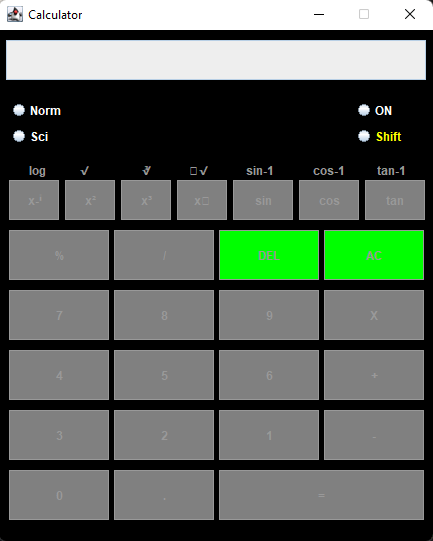 Calculator
Norm ON
Sci Shift
log √ ∛ √ sin-1 cos-1 tan-1
x-¹ x² x³ x sin cos tan
% / DEL AC
7 8 9 X
4 5 6 +
3 2 1 -
0 . =